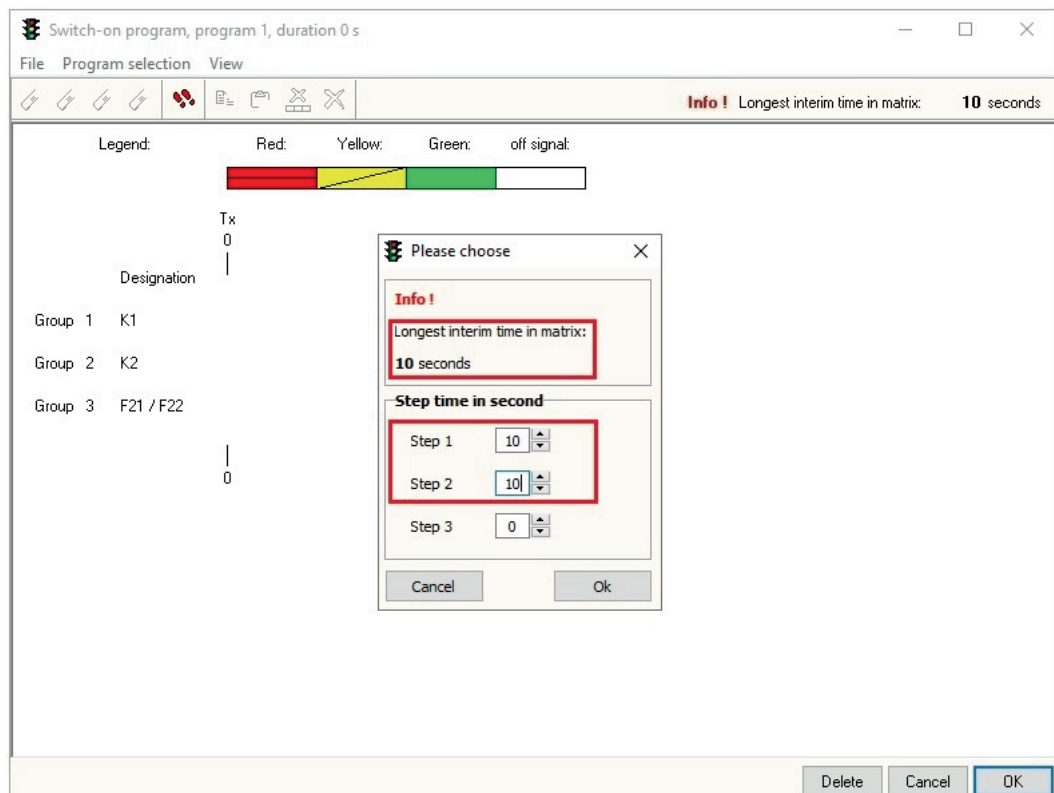 Switch-on program, program 1, duration 0 s
File Program selection View
Info ! Longest interim time in matrix: 10 seconds
Legend: Red: Yellow: Green: off signal:
Tx
0
Designation
Group 1 K1
Group 2 K2
Group 3 F21 / F22
0
Please choose
Info !
Longest interim time in matrix:
10 seconds
Step time in second
Step 1 10
Step 2 10
Step 3 0
Cancel Ok
Delete Cancel OK